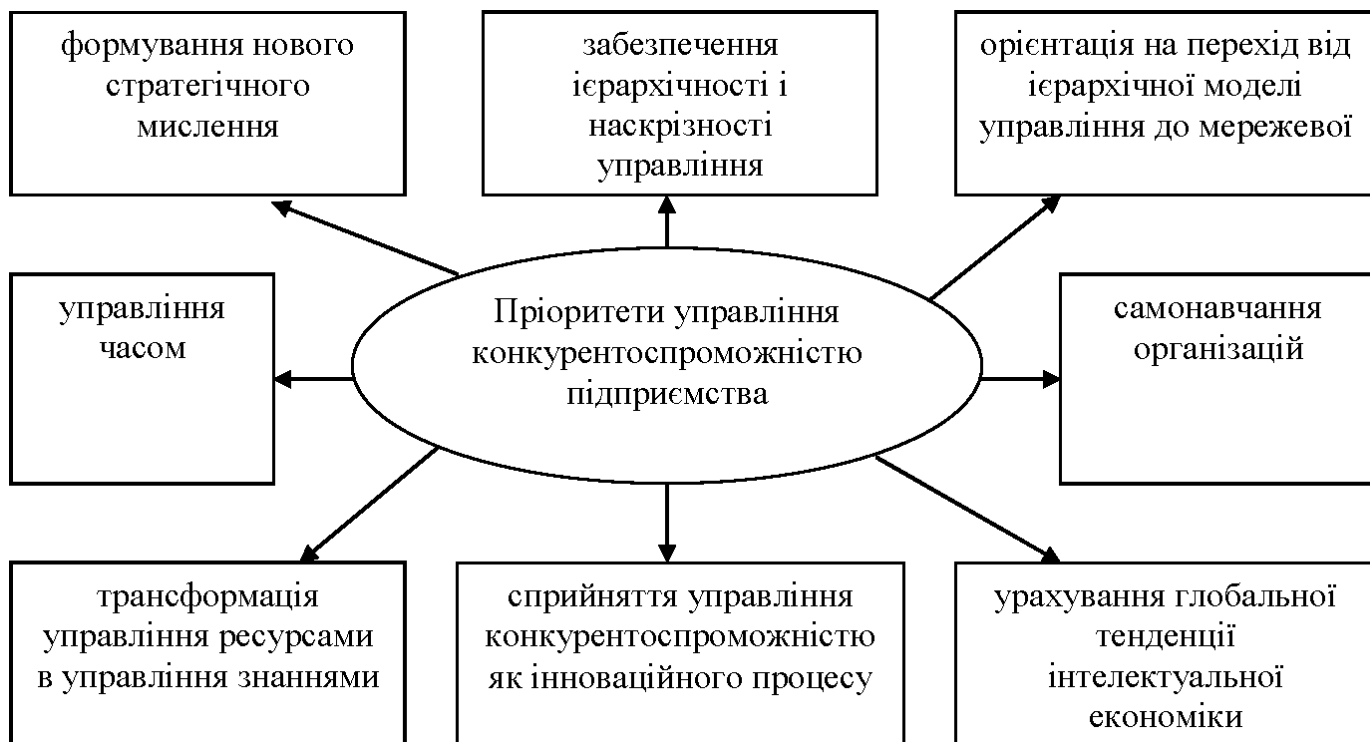 формування нового
стратегічного
мислення
забезпечення
ієрархічності і
наскрізності
управління
орієнтація на перехід від
ієрархічної моделі
управління до мережевої
управління
часом
Пріоритети управління
конкурентоспроможністю
підприємства
самонавчання
організацій
трансформація
управління ресурсами
в управління знаннями
сприйняття управління
конкурентоспроможністю
як інноваційного процесу
урахування глобальної
тенденції
інтелектуальної
економіки